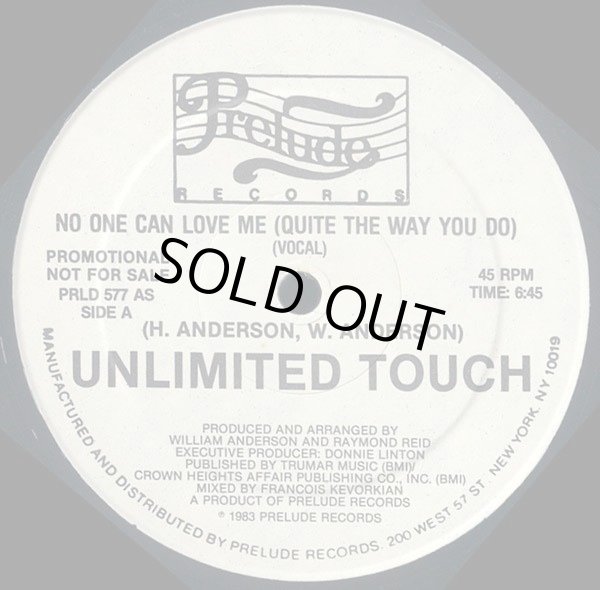 Prelude
RECORDS
NO ONE CAN LOVE ME (QUITE THE WAY YOU DO)
(VOCAL)
PROMOTIONAL
NOT FOR SALE
PRLD 577 AS
SIDE A
45 RPM
TIME: 6:45
SOLD OUT
(H. ANDERSON, W. ANDERSON)
UNLIMITED TOUCH
PRODUCED AND ARRANGED BY
WILLIAM ANDERSON AND RAYMOND REID
EXECUTIVE PRODUCER: DONNIE LINTON
PUBLISHED BY TRUMAR MUSIC (BMI)/
CROWN HEIGHTS AFFAIR PUBLISHING CO., INC. (BMI)
MIXED BY FRANCOIS KEVORKIAN
A PRODUCT OF PRELUDE RECORDS
℗ 1983 PRELUDE RECORDS
MANUFACTURED AND DISTRIBUTED BY PRELUDE RECORDS. 200 WEST 57 ST. NEW YORK. NY 10019